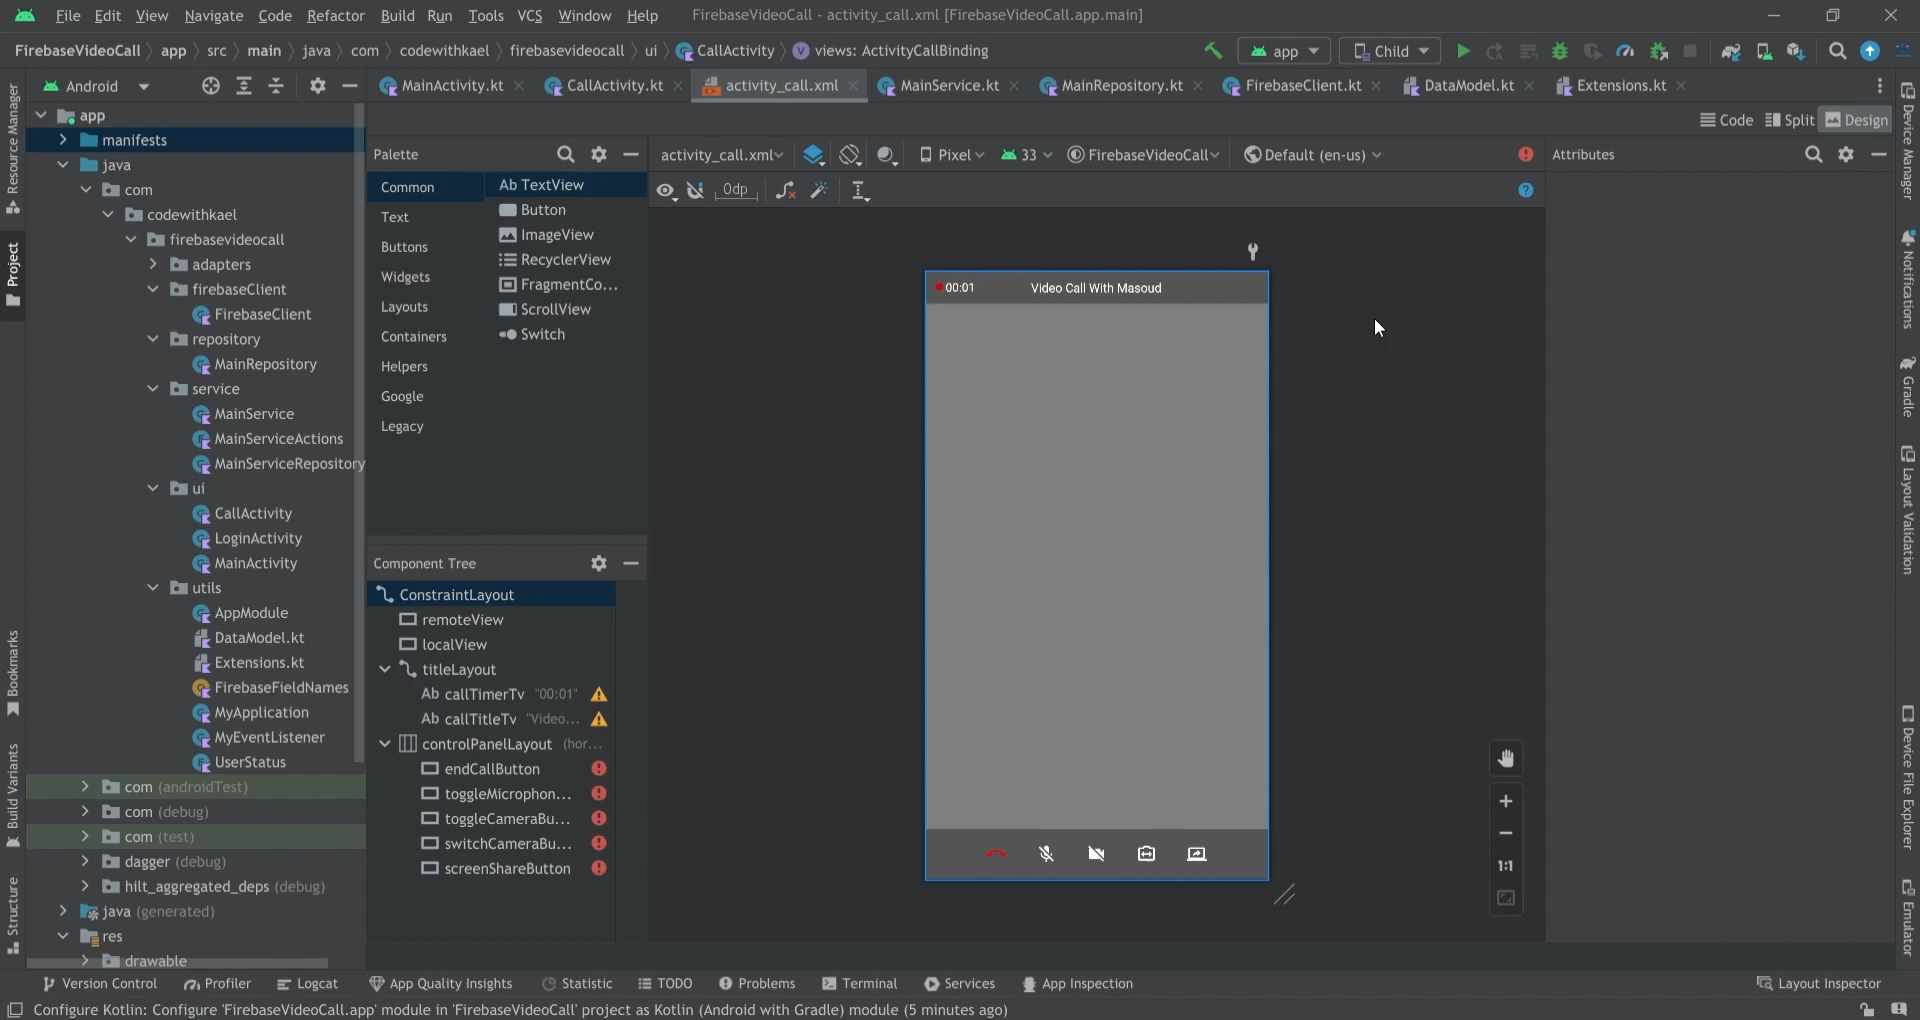 File Edit View Navigate Code Refactor Build Run Tools VCS Window Help FirebaseVideoCall - activity_call.xml [FirebaseVideoCall.app.main]
FirebaseVideoCall app src main java com codewithkael firebasevideocall ui CallActivity views: ActivityCallBinding app Child
Android MainActivity.kt CallActivity.kt activity_call.xml MainService.kt MainRepository.kt FirebaseClient.kt DataModel.kt Extensions.kt
Code Split Design
Resource Manager
Project
Bookmarks
Build Variants
Structure
app
manifests
java
com
codewithkael
firebasevideocall
adapters
firebaseClient
FirebaseClient
repository
MainRepository
service
MainService
MainServiceActions
MainServiceRepository
ui
CallActivity
LoginActivity
MainActivity
utils
AppModule
DataModel.kt
Extensions.kt
FirebaseFieldNames
MyApplication
MyEventListener
UserStatus
com (androidTest)
com (debug)
com (test)
dagger (debug)
hilt_aggregated_deps (debug)
java (generated)
res
drawable
Palette
Common
Text
Buttons
Widgets
Layouts
Containers
Helpers
Google
Legacy
Ab TextView
Button
ImageView
RecyclerView
FragmentCo...
ScrollView
Switch
Component Tree
ConstraintLayout
remoteView
localView
titleLayout
Ab callTimerTv "00:01"
Ab callTitleTv "Video...
controlPanelLayout (hor...
endCallButton
toggleMicrophon...
toggleCameraBu...
switchCameraBu...
screenShareButton
activity_call.xml Pixel 33 FirebaseVideoCall Default (en-us)
0dp
00:01 Video Call With Masoud
1:1
Attributes
Device Manager
Notifications
Gradle
Layout Validation
Device File Explorer
Emulator
Version Control Profiler Logcat App Quality Insights Statistic TODO Problems Terminal Services App Inspection Layout Inspector
Configure Kotlin: Configure 'FirebaseVideoCall.app' module in 'FirebaseVideoCall' project as Kotlin (Android with Gradle) module (5 minutes ago)